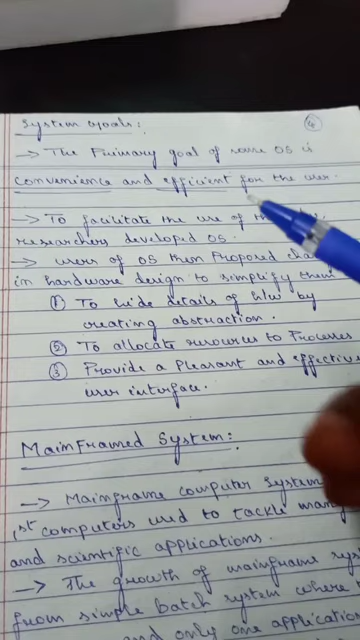 System Goals:
→ The Primary goal of some OS is
convenience and efficient for the user.
→ To facilitate the use of the
researchers developed OS.
→ users of OS then Proposed
in hardware design to simplify them
① To hide details of h/w by
creating abstraction.
② To allocate resources to Processes
③ Provide a Pleasant and effective
user interface.
MainFramed System:
→ Mainframe computer System
1st computers used to tackle many
and scientific applications.
→ The growth of mainframe
from simple batch system where
and only one application